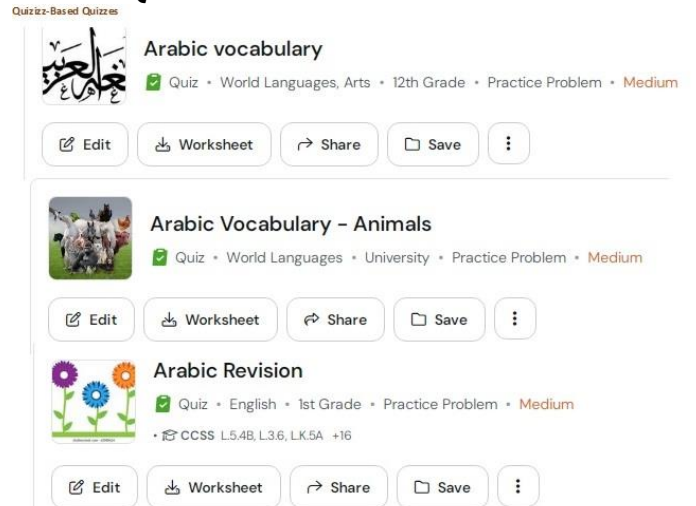 Quizizz-Based Quizzes
Arabic vocabulary
Quiz • World Languages, Arts • 12th Grade • Practice Problem • Medium
Edit Worksheet Share Save
Arabic Vocabulary – Animals
Quiz • World Languages • University • Practice Problem • Medium
Edit Worksheet Share Save
Arabic Revision
Quiz • English • 1st Grade • Practice Problem • Medium
• CCSS L.5.4B, L.3.6, L.K.5A +16
Edit Worksheet Share Save